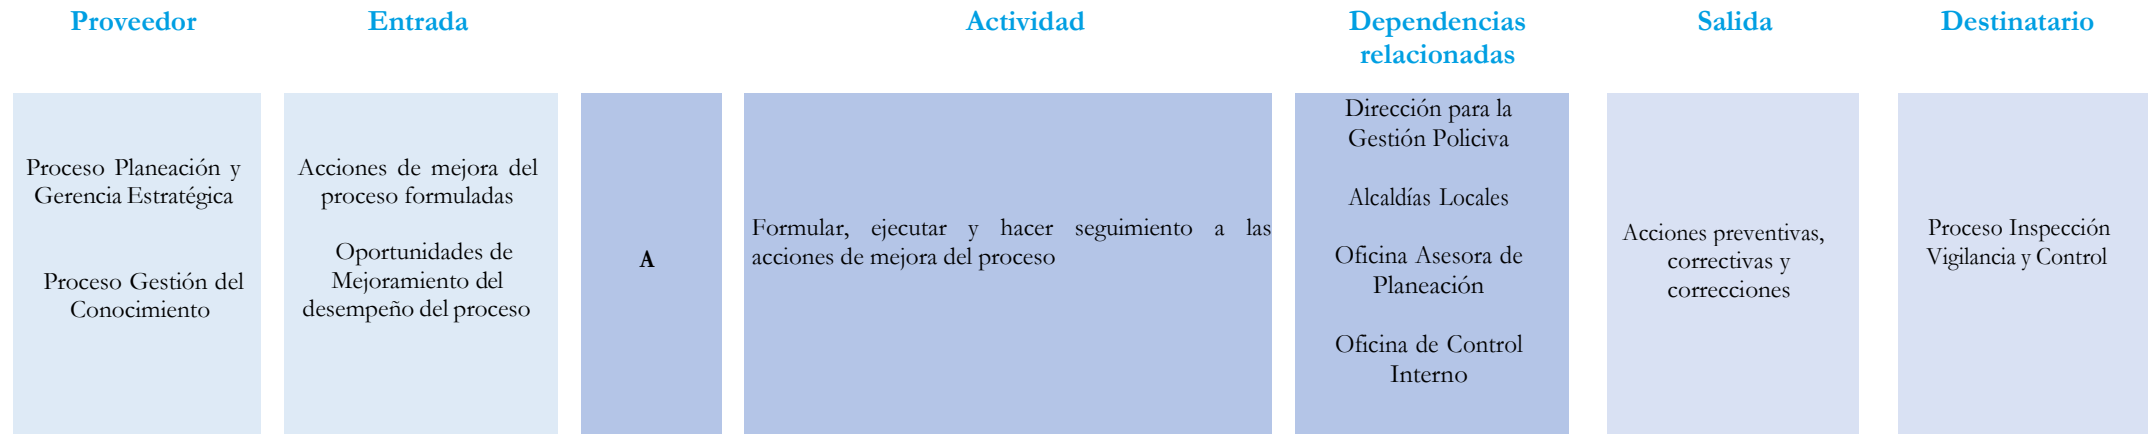 Proveedor
Entrada
Actividad
Dependencias
relacionadas
Salida
Destinatario
Proceso Planeación y
Gerencia Estratégica
Proceso Gestión del
Conocimiento
Acciones de mejora del
proceso formuladas
Oportunidades de
Mejoramiento del
desempeño del proceso
A
Formular, ejecutar y hacer seguimiento a las
acciones de mejora del proceso
Dirección para la
Gestión Policiva
Alcaldías Locales
Oficina Asesora de
Planeación
Oficina de Control
Interno
Acciones preventivas,
correctivas y
correcciones
Proceso Inspección
Vigilancia y Control